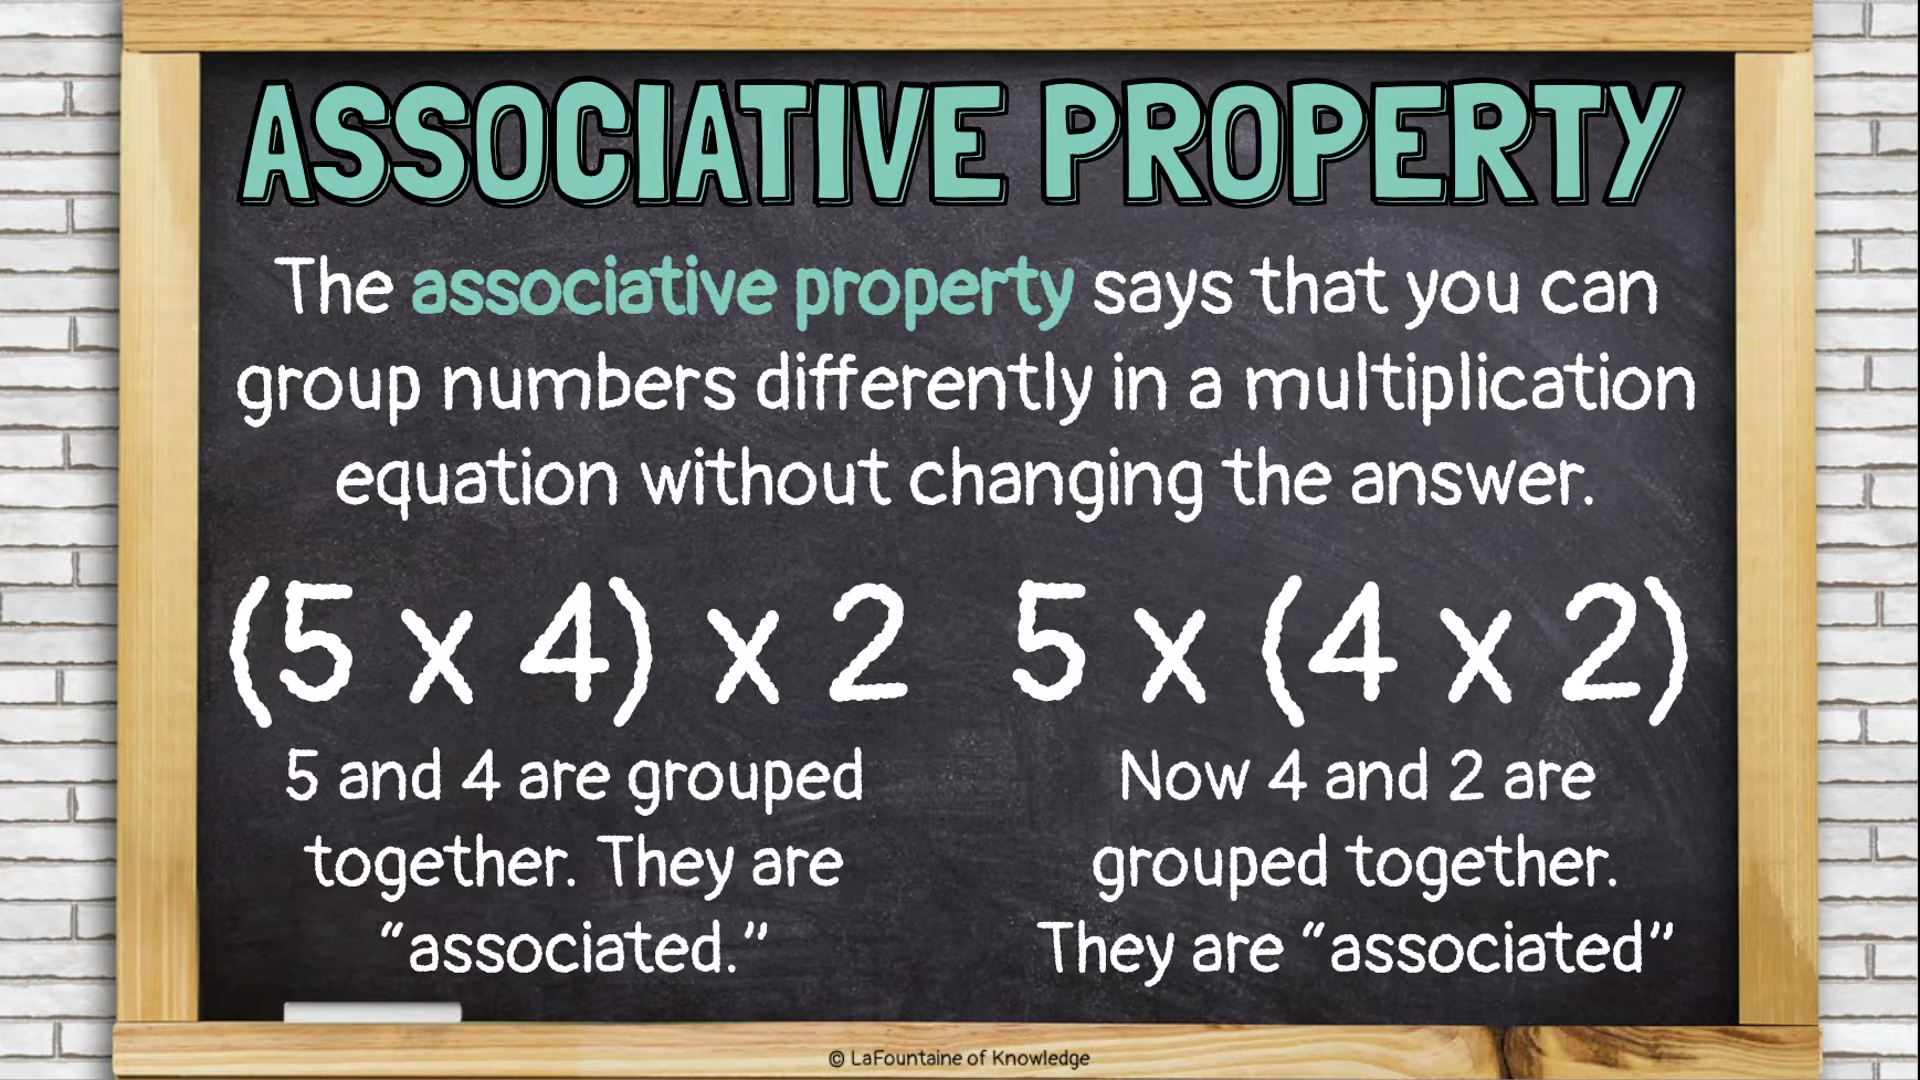 ASSOCIATIVE PROPERTY
The associative property says that you can
group numbers differently in a multiplication
equation without changing the answer.
(5 x 4) x 2
5 and 4 are grouped
together. They are
“associated.”
5 x (4 x 2)
Now 4 and 2 are
grouped together.
They are “associated”
© LaFountaine of Knowledge